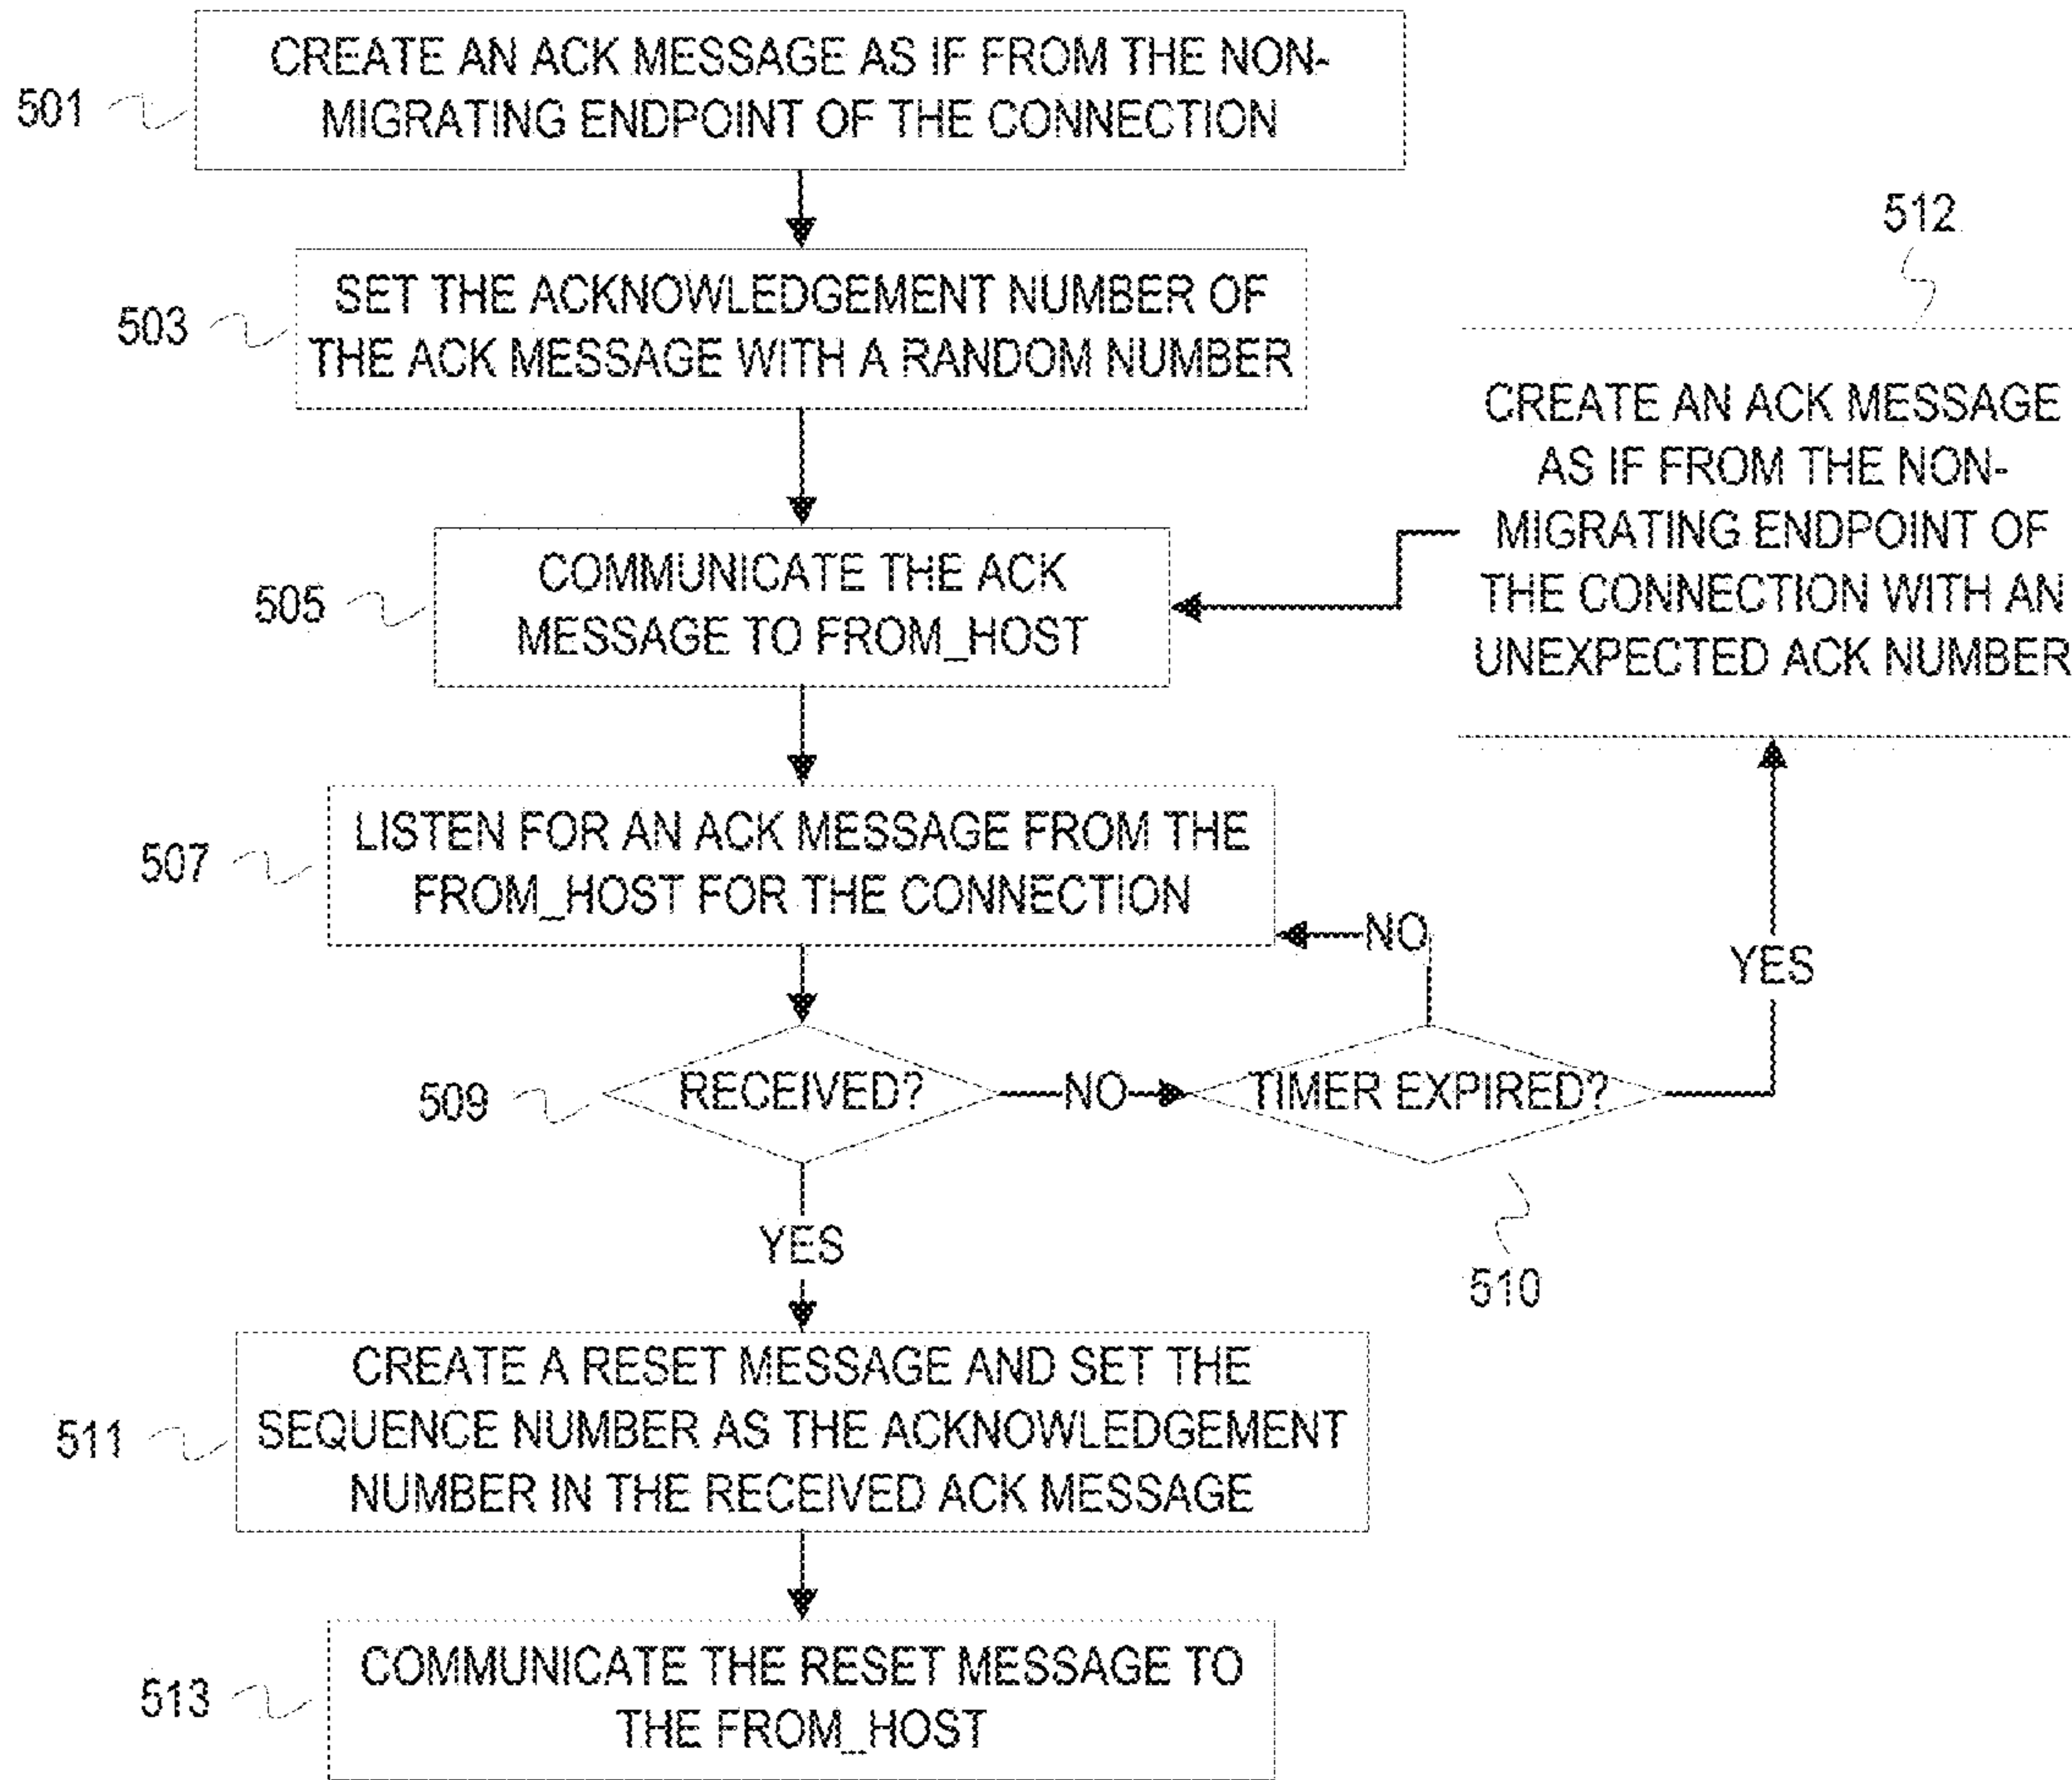 501
CREATE AN ACK MESSAGE AS IF FROM THE NON-
MIGRATING ENDPOINT OF THE CONNECTION
503
SET THE ACKNOWLEDGEMENT NUMBER OF
THE ACK MESSAGE WITH A RANDOM NUMBER
512
CREATE AN ACK MESSAGE
AS IF FROM THE NON-
MIGRATING ENDPOINT OF
THE CONNECTION WITH AN
UNEXPECTED ACK NUMBER
505
COMMUNICATE THE ACK
MESSAGE TO FROM_HOST
507
LISTEN FOR AN ACK MESSAGE FROM THE
FROM_HOST FOR THE CONNECTION
NO
YES
509
RECEIVED?
NO
TIMER EXPIRED?
510
YES
511
CREATE A RESET MESSAGE AND SET THE
SEQUENCE NUMBER AS THE ACKNOWLEDGEMENT
NUMBER IN THE RECEIVED ACK MESSAGE
513
COMMUNICATE THE RESET MESSAGE TO
THE FROM_HOST